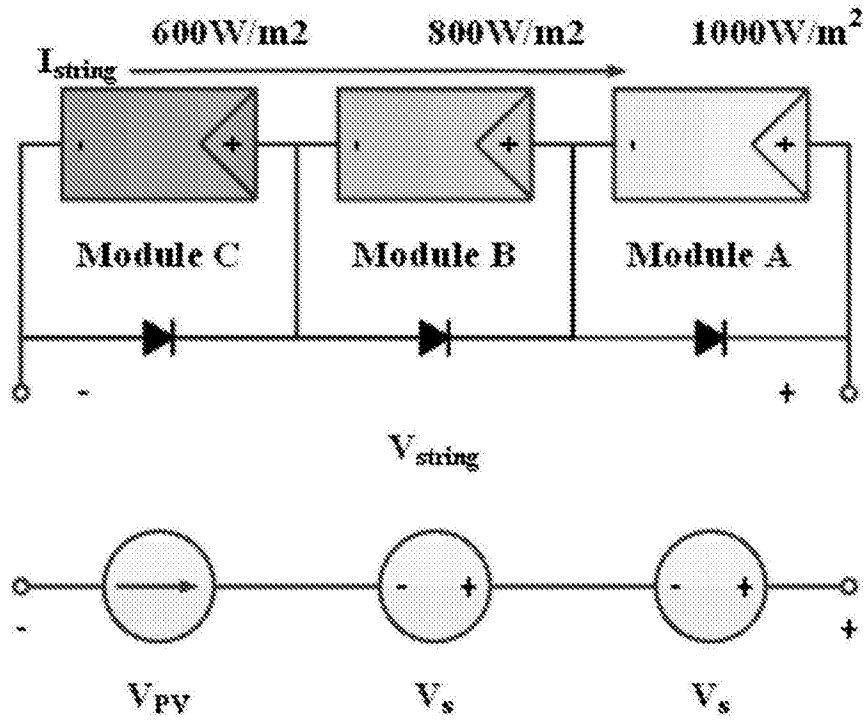 600W/m2 800W/m2 1000W/m²
Istring
- + - + - +
Module C Module B Module A
- +
Vstring
- + - +
- +
VPV Vs Vs